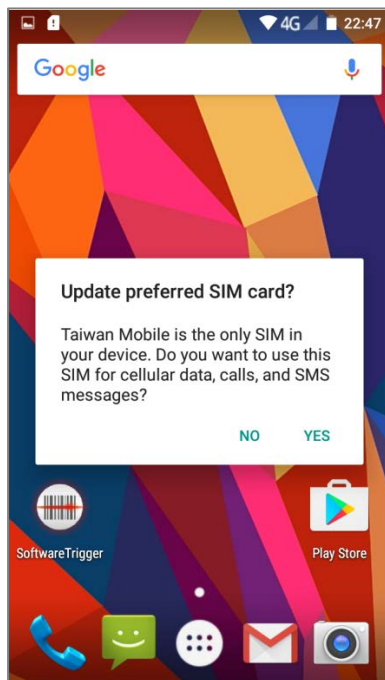 4G 22:47
Google
Update preferred SIM card?
Taiwan Mobile is the only SIM in
your device. Do you want to use this
SIM for cellular data, calls, and SMS
messages?
NO YES
SoftwareTrigger Play Store